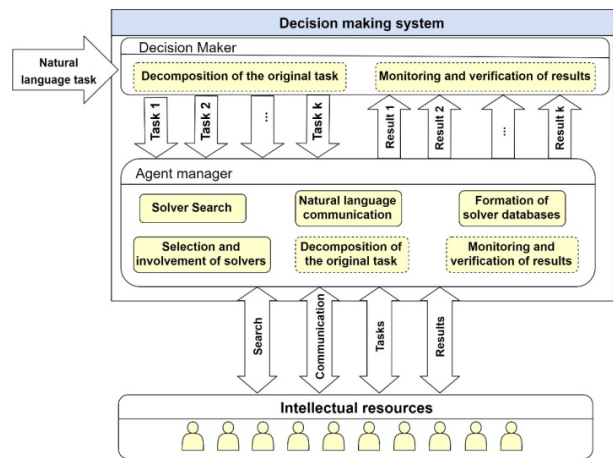 Decision making system
Decision Maker
Natural
language task
Decomposition of the original task
Monitoring and verification of results
Task 1
Task 2
...
Task k
Result 1
Result 2
...
Result k
Agent manager
Solver Search
Natural language
communication
Formation of
solver databases
Selection and
involvement of solvers
Decomposition of
the original task
Monitoring and
verification of results
Search
Communication
Tasks
Results
Intellectual resources